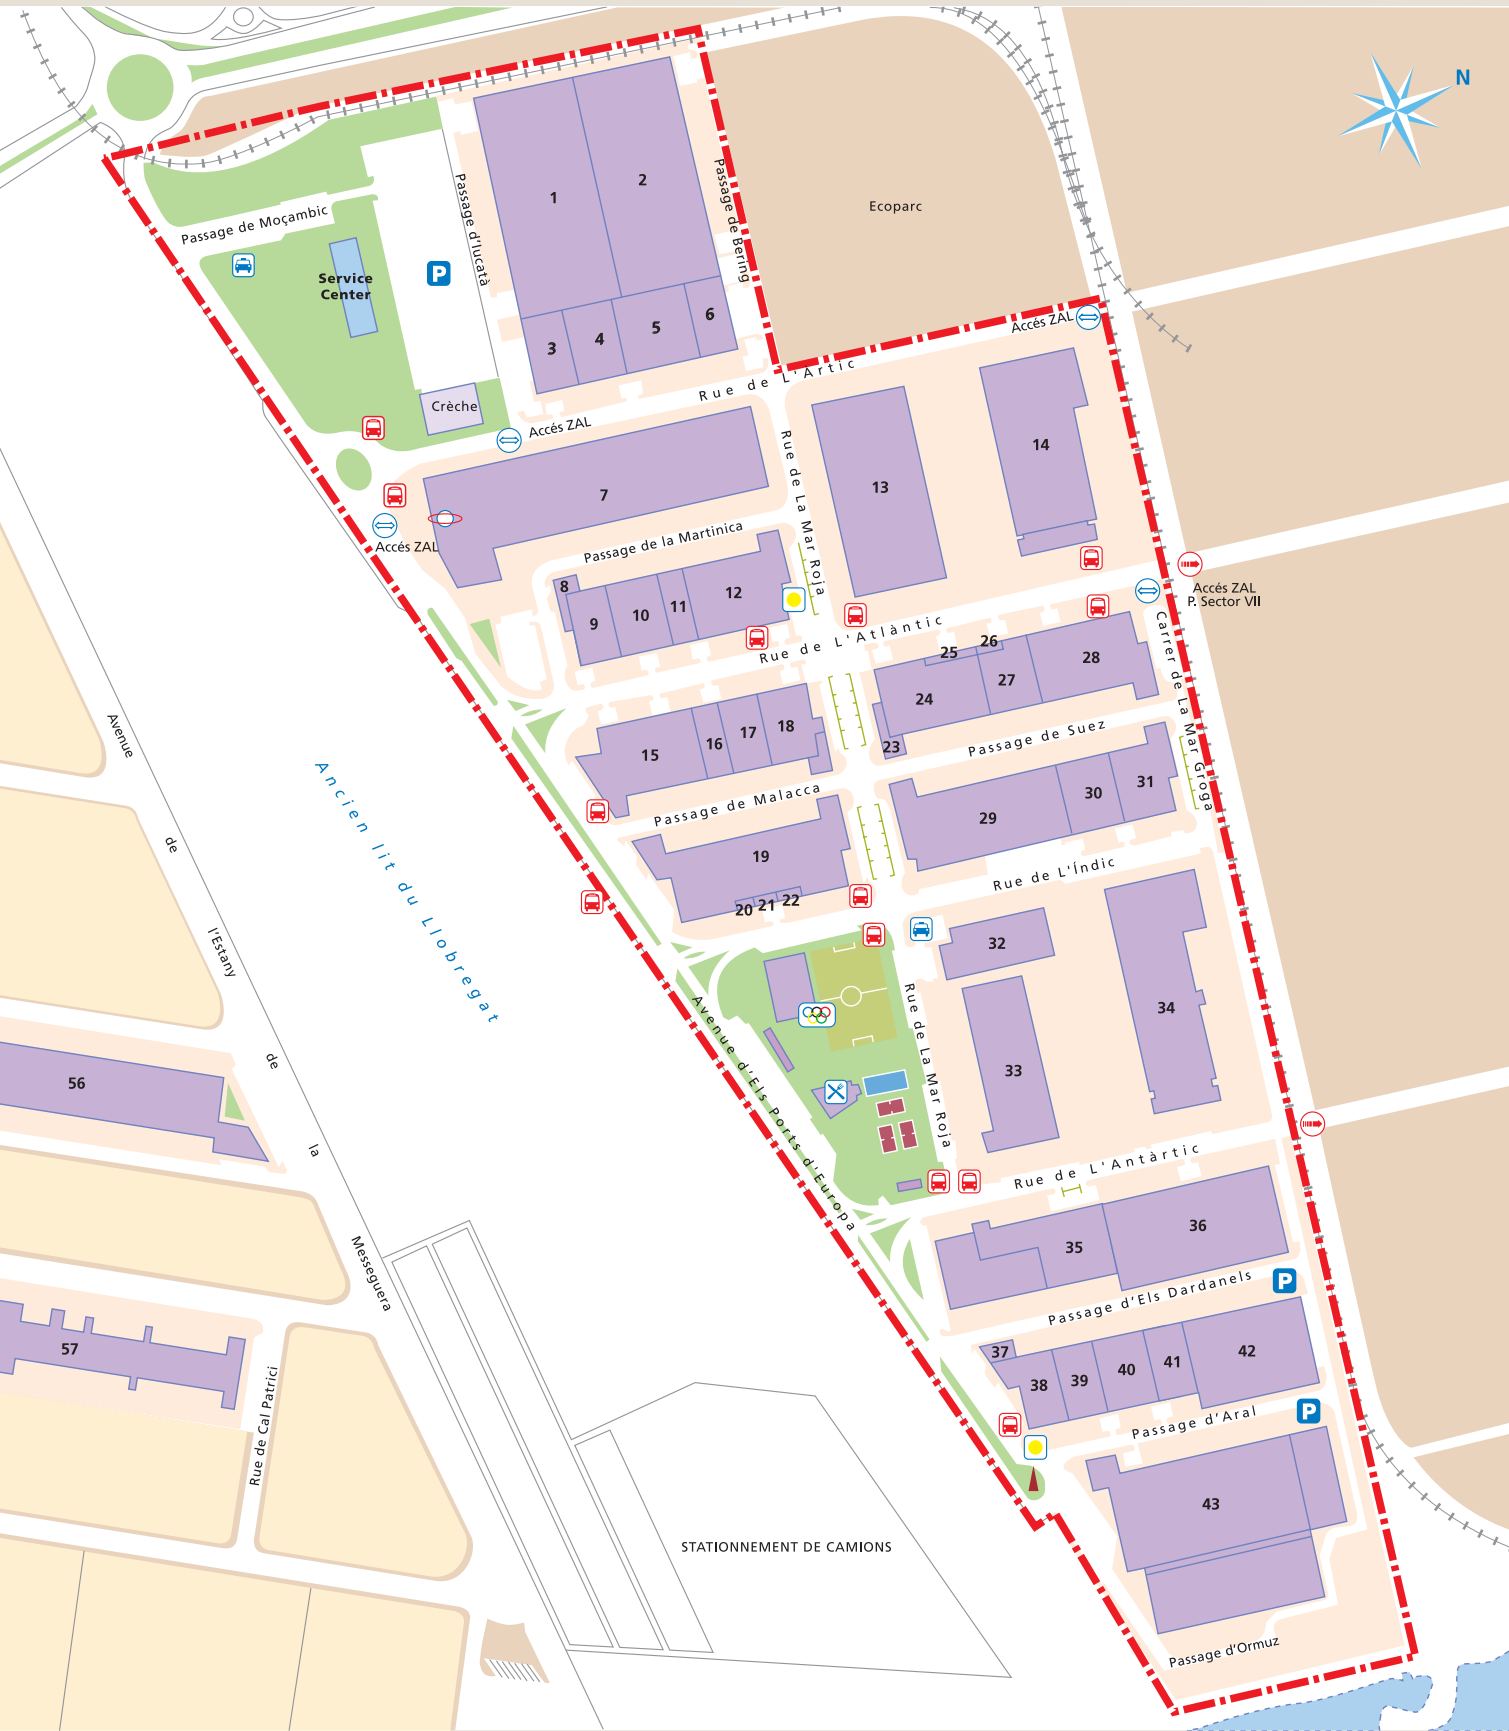 N
Ecoparc
1
2
Passage d'Iucatà
Passage de Bering
Passage de Moçambic
Service
Center
P
3
4
5
6
Accés ZAL
Rue de L'Artic
Crèche
Accés ZAL
7
Accés ZAL
Rue de La Mar Roja
13
14
Passage de la Martinica
8
9
10
11
12
Rue de L'Atlàntic
Accés ZAL
P. Sector VII
Carrer de La Mar Groga
15
16
17
18
23
24
25
26
27
28
Passage de Suez
Passage de Malacca
19
20
21
22
29
30
31
Rue de L'Índic
32
33
34
Rue de La Mar Roja
Avenue d'Els Ports d'Europa
Ancien lit du Llobregat
Avenue
de
l'Estany
de
la
Messeguera
56
57
Rue de Cal Patrici
Rue de L'Antàrtic
35
36
Passage d'Els Dardanels
P
37
38
39
40
41
42
Passage d'Aral
P
43
Passage d'Ormuz
STATIONNEMENT DE CAMIONS